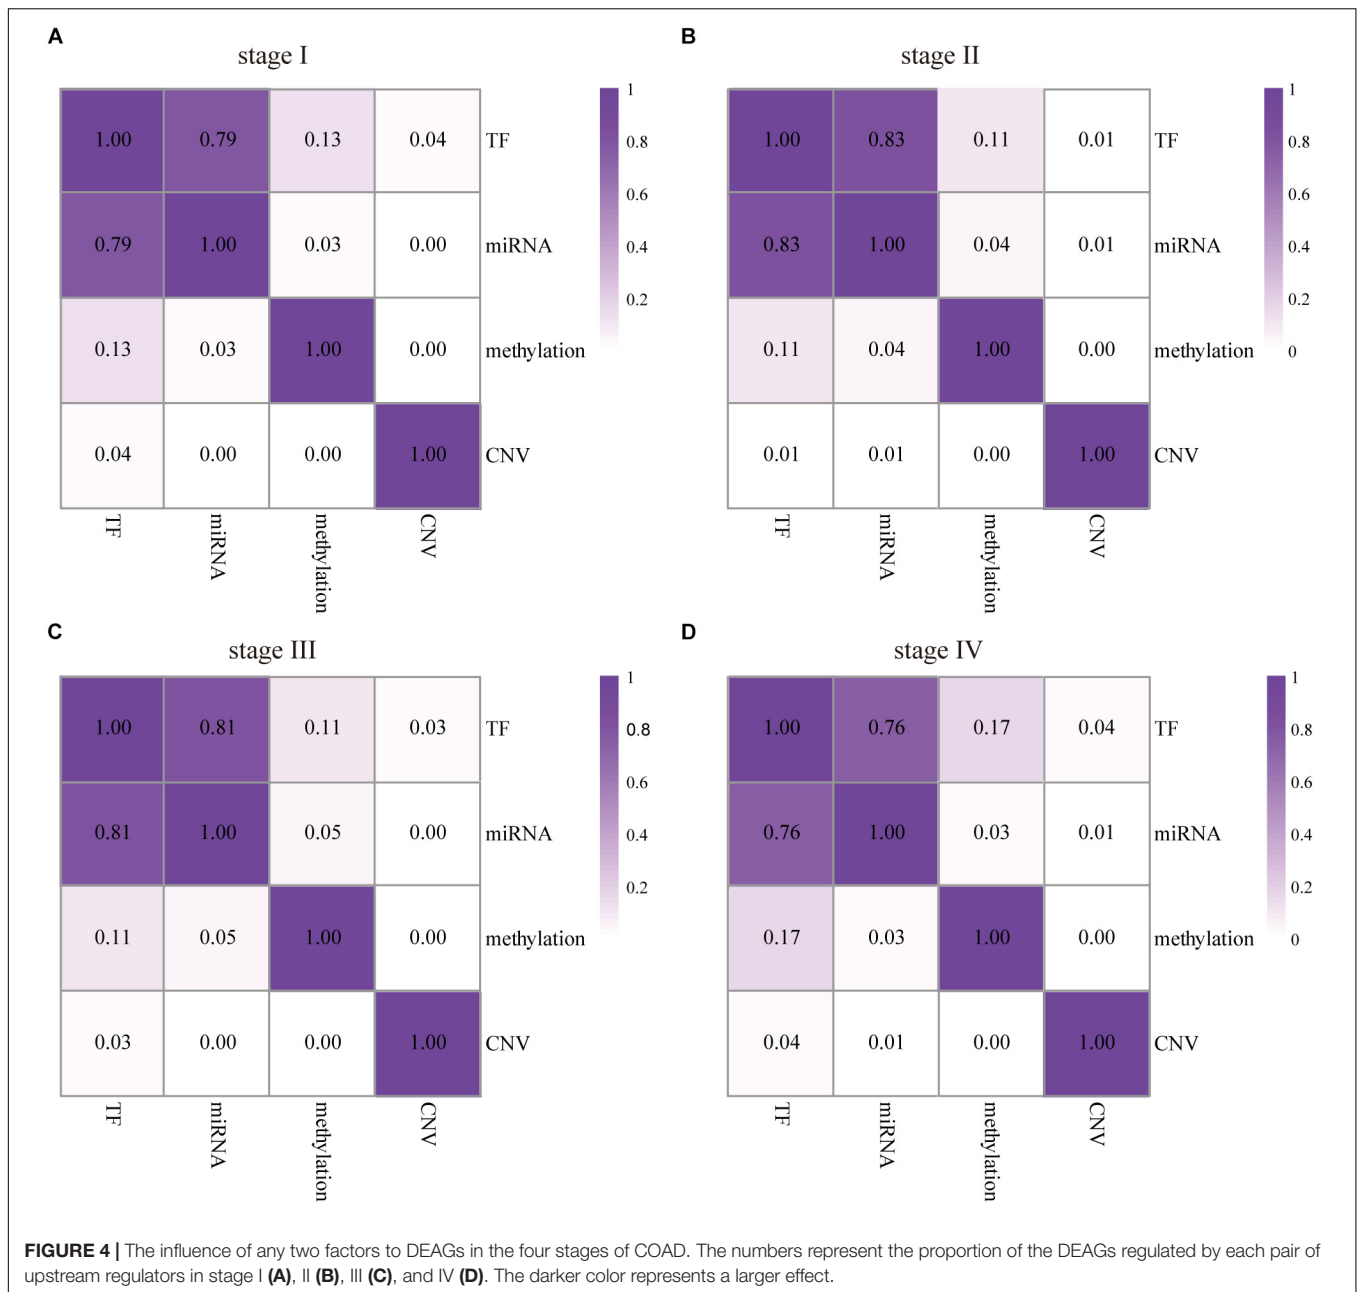 A
stage I
1.00 0.79 0.13 0.04 TF
0.79 1.00 0.03 0.00 miRNA
0.13 0.03 1.00 0.00 methylation
0.04 0.00 0.00 1.00 CNV
TF miRNA methylation CNV
1
0.8
0.6
0.4
0.2
B
stage II
1.00 0.83 0.11 0.01 TF
0.83 1.00 0.04 0.01 miRNA
0.11 0.04 1.00 0.00 methylation
0.01 0.01 0.00 1.00 CNV
TF miRNA methylation CNV
1
0.8
0.6
0.4
0.2
0
C
stage III
1.00 0.81 0.11 0.03 TF
0.81 1.00 0.05 0.00 miRNA
0.11 0.05 1.00 0.00 methylation
0.03 0.00 0.00 1.00 CNV
TF miRNA methylation CNV
1
0.8
0.6
0.4
0.2
D
stage IV
1.00 0.76 0.17 0.04 TF
0.76 1.00 0.03 0.01 miRNA
0.17 0.03 1.00 0.00 methylation
0.04 0.01 0.00 1.00 CNV
TF miRNA methylation CNV
1
0.8
0.6
0.4
0.2
0
FIGURE 4 | The influence of any two factors to DEAGs in the four stages of COAD. The numbers represent the proportion of the DEAGs regulated by each pair of
upstream regulators in stage I (A), II (B), III (C), and IV (D). The darker color represents a larger effect.